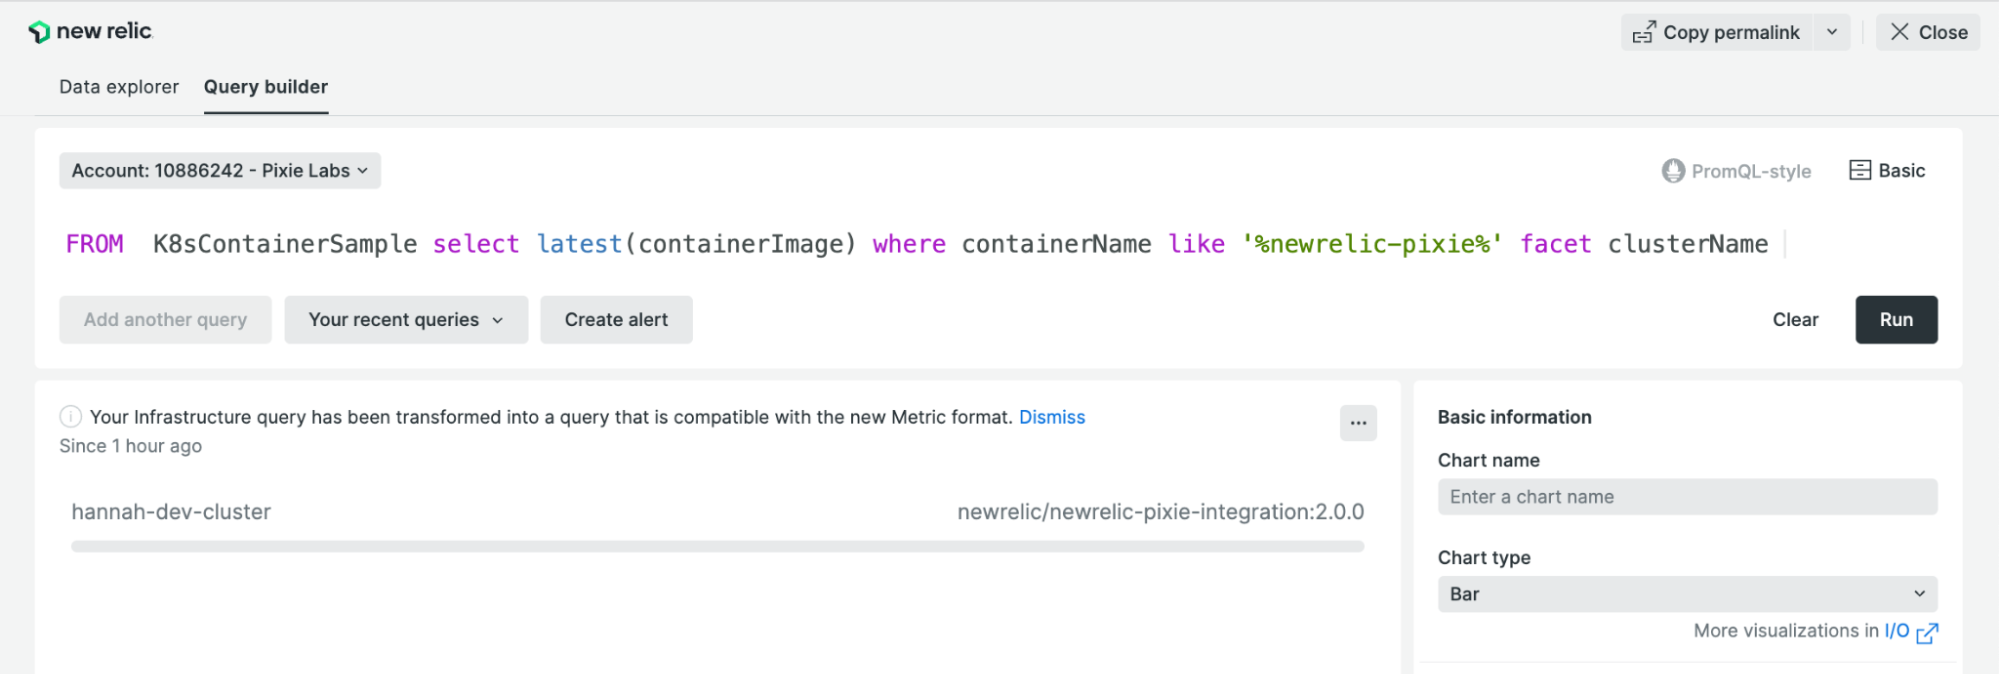 new relic
Copy permalink
Close
Data explorer Query builder
Account: 10886242 - Pixie Labs
PromQL-style
Basic
FROM K8sContainerSample select latest(containerImage) where containerName like '%newrelic-pixie%' facet clusterName
Add another query Your recent queries Create alert
Clear Run
Your Infrastructure query has been transformed into a query that is compatible with the new Metric format. Dismiss
Since 1 hour ago
hannah-dev-cluster newrelic/newrelic-pixie-integration:2.0.0
Basic information
Chart name
Enter a chart name
Chart type
Bar
More visualizations in I/O